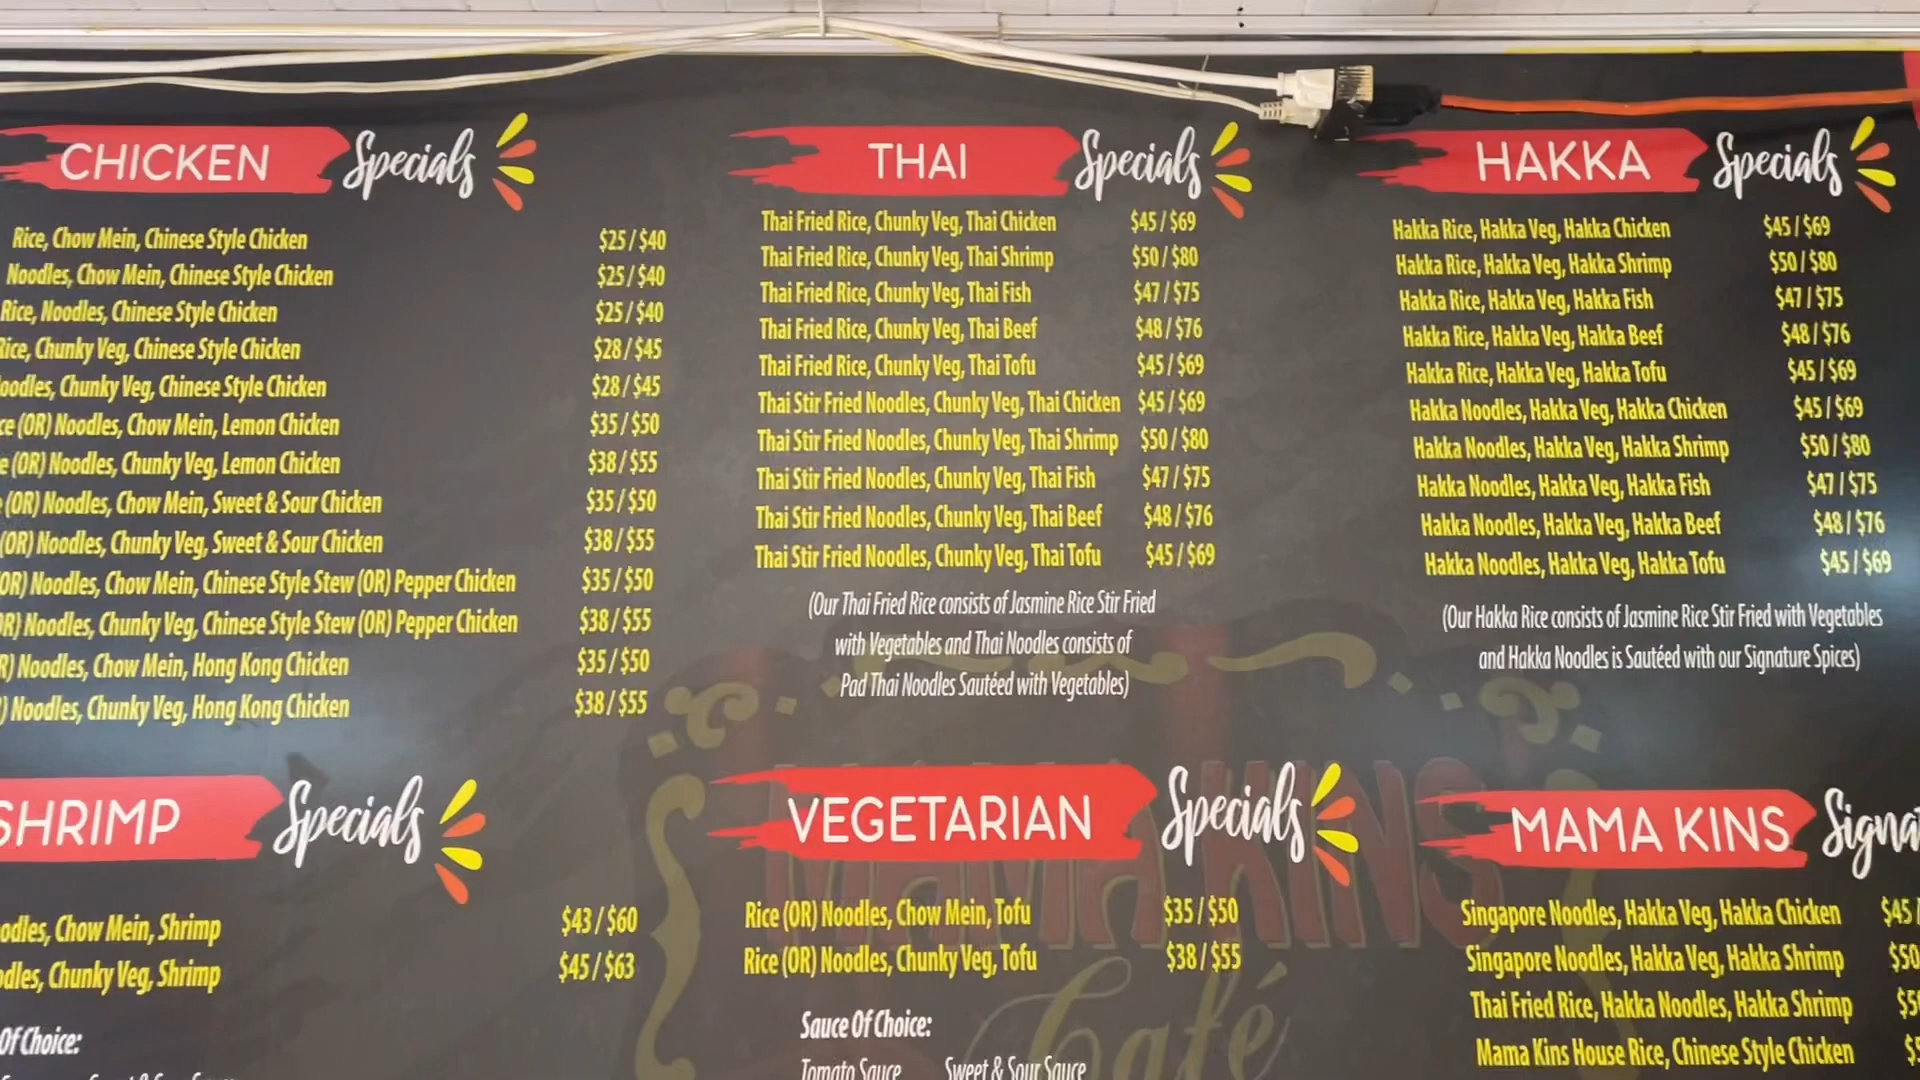 CHICKEN Specials
Rice, Chow Mein, Chinese Style Chicken $25 / $40
Noodles, Chow Mein, Chinese Style Chicken $25 / $40
Rice, Noodles, Chinese Style Chicken $25 / $40
Rice, Chunky Veg, Chinese Style Chicken $28 / $45
oodles, Chunky Veg, Chinese Style Chicken $28 / $45
ce (OR) Noodles, Chow Mein, Lemon Chicken $35 / $50
e (OR) Noodles, Chunky Veg, Lemon Chicken $38 / $55
(OR) Noodles, Chow Mein, Sweet & Sour Chicken $35 / $50
(OR) Noodles, Chunky Veg, Sweet & Sour Chicken $38 / $55
OR) Noodles, Chow Mein, Chinese Style Stew (OR) Pepper Chicken $35 / $50
OR) Noodles, Chunky Veg, Chinese Style Stew (OR) Pepper Chicken $38 / $55
R) Noodles, Chow Mein, Hong Kong Chicken $35 / $50
) Noodles, Chunky Veg, Hong Kong Chicken $38 / $55
THAI Specials
Thai Fried Rice, Chunky Veg, Thai Chicken $45 / $69
Thai Fried Rice, Chunky Veg, Thai Shrimp $50 / $80
Thai Fried Rice, Chunky Veg, Thai Fish $47 / $75
Thai Fried Rice, Chunky Veg, Thai Beef $48 / $76
Thai Fried Rice, Chunky Veg, Thai Tofu $45 / $69
Thai Stir Fried Noodles, Chunky Veg, Thai Chicken $45 / $69
Thai Stir Fried Noodles, Chunky Veg, Thai Shrimp $50 / $80
Thai Stir Fried Noodles, Chunky Veg, Thai Fish $47 / $75
Thai Stir Fried Noodles, Chunky Veg, Thai Beef $48 / $76
Thai Stir Fried Noodles, Chunky Veg, Thai Tofu $45 / $69
(Our Thai Fried Rice consists of Jasmine Rice Stir Fried
with Vegetables and Thai Noodles consists of
Pad Thai Noodles Sautéed with Vegetables)
HAKKA Specials
Hakka Rice, Hakka Veg, Hakka Chicken $45 / $69
Hakka Rice, Hakka Veg, Hakka Shrimp $50 / $80
Hakka Rice, Hakka Veg, Hakka Fish $47 / $75
Hakka Rice, Hakka Veg, Hakka Beef $48 / $76
Hakka Rice, Hakka Veg, Hakka Tofu $45 / $69
Hakka Noodles, Hakka Veg, Hakka Chicken $45 / $69
Hakka Noodles, Hakka Veg, Hakka Shrimp $50 / $80
Hakka Noodles, Hakka Veg, Hakka Fish $47 / $75
Hakka Noodles, Hakka Veg, Hakka Beef $48 / $76
Hakka Noodles, Hakka Veg, Hakka Tofu $45 / $69
(Our Hakka Rice consists of Jasmine Rice Stir Fried with Vegetables
and Hakka Noodles is Sautéed with our Signature Spices)
SHRIMP Specials
oodles, Chow Mein, Shrimp $43 / $60
odles, Chunky Veg, Shrimp $45 / $63
Of Choice:
VEGETARIAN Specials
Rice (OR) Noodles, Chow Mein, Tofu $35 / $50
Rice (OR) Noodles, Chunky Veg, Tofu $38 / $55
Sauce Of Choice:
Tomato Sauce Sweet & Sour Sauce
MAMA KINS Signat
Singapore Noodles, Hakka Veg, Hakka Chicken $45 /
Singapore Noodles, Hakka Veg, Hakka Shrimp $50
Thai Fried Rice, Hakka Noodles, Hakka Shrimp
Mama Kins House Rice, Chinese Style Chicken
MAMA KINS
Café